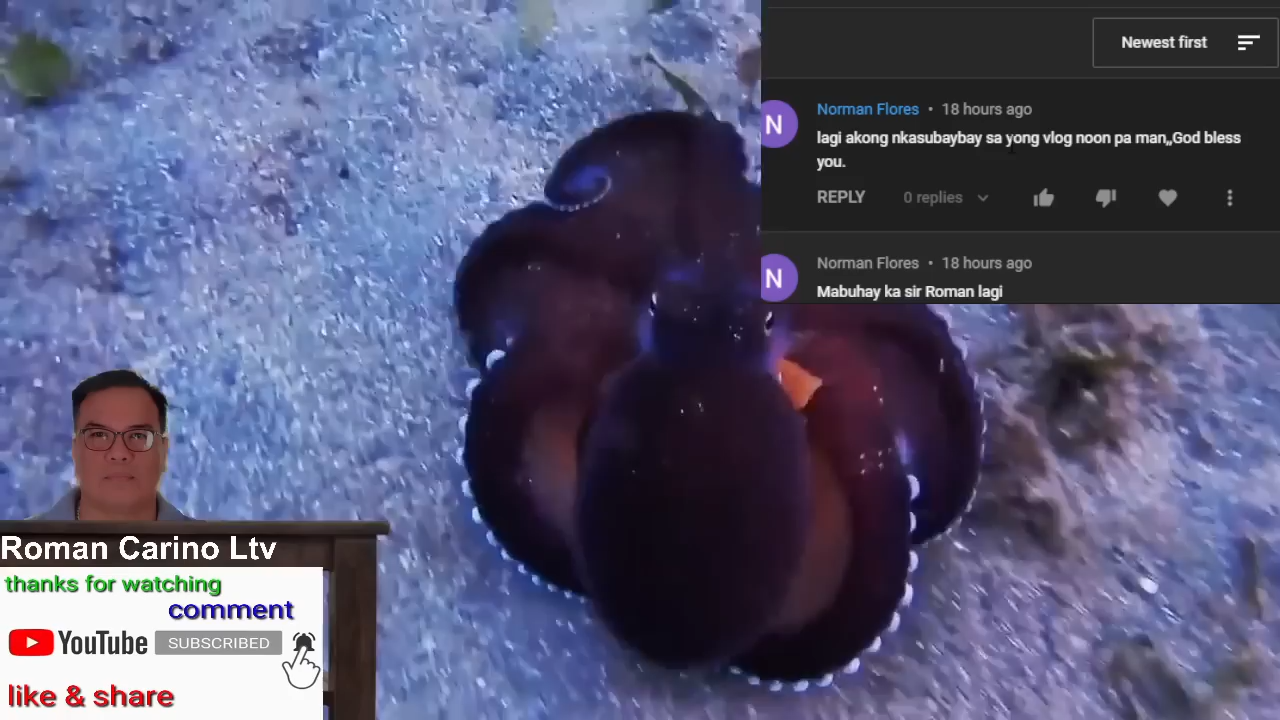 Newest first
N
Norman Flores • 18 hours ago
lagi akong nkasubaybay sa yong vlog noon pa man,,God bless
you.
REPLY 0 replies
N
Norman Flores • 18 hours ago
Mabuhay ka sir Roman lagi
Roman Carino Ltv
thanks for watching
comment
YouTube SUBSCRIBED
like & share